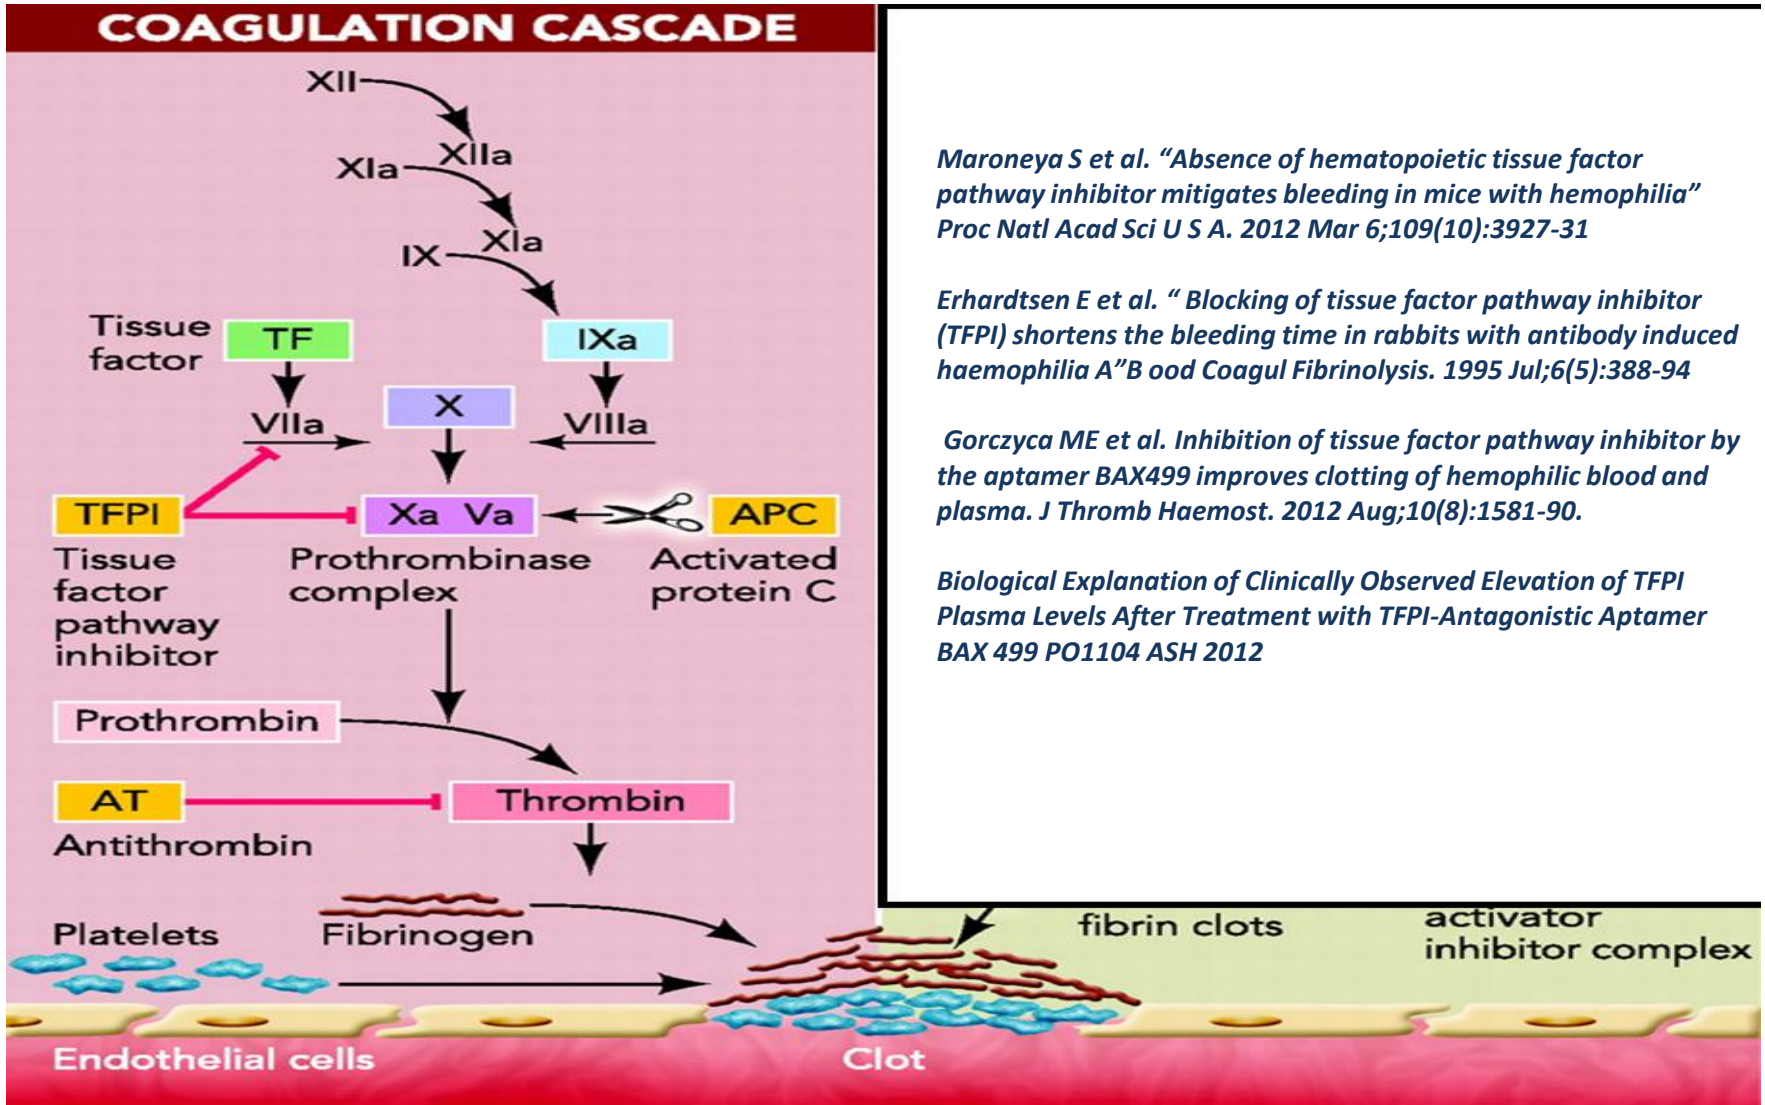 COAGULATION CASCADE
XII
XIIa
XIa
XIa
IX
Tissue
factor
TF
IXa
X
VIIa
VIIIa
TFPI
Xa Va
APC
Tissue
factor
pathway
inhibitor
Prothrombinase
complex
Activated
protein C
Prothrombin
AT
Thrombin
Antithrombin
Platelets
Fibrinogen
Endothelial cells
Clot
Maroneya S et al. “Absence of hematopoietic tissue factor
pathway inhibitor mitigates bleeding in mice with hemophilia”
Proc Natl Acad Sci U S A. 2012 Mar 6;109(10):3927-31
Erhardtsen E et al. “ Blocking of tissue factor pathway inhibitor
(TFPI) shortens the bleeding time in rabbits with antibody induced
haemophilia A”B ood Coagul Fibrinolysis. 1995 Jul;6(5):388-94
Gorczyca ME et al. Inhibition of tissue factor pathway inhibitor by
the aptamer BAX499 improves clotting of hemophilic blood and
plasma. J Thromb Haemost. 2012 Aug;10(8):1581-90.
Biological Explanation of Clinically Observed Elevation of TFPI
Plasma Levels After Treatment with TFPI-Antagonistic Aptamer
BAX 499 PO1104 ASH 2012
fibrin clots
activator
inhibitor complex